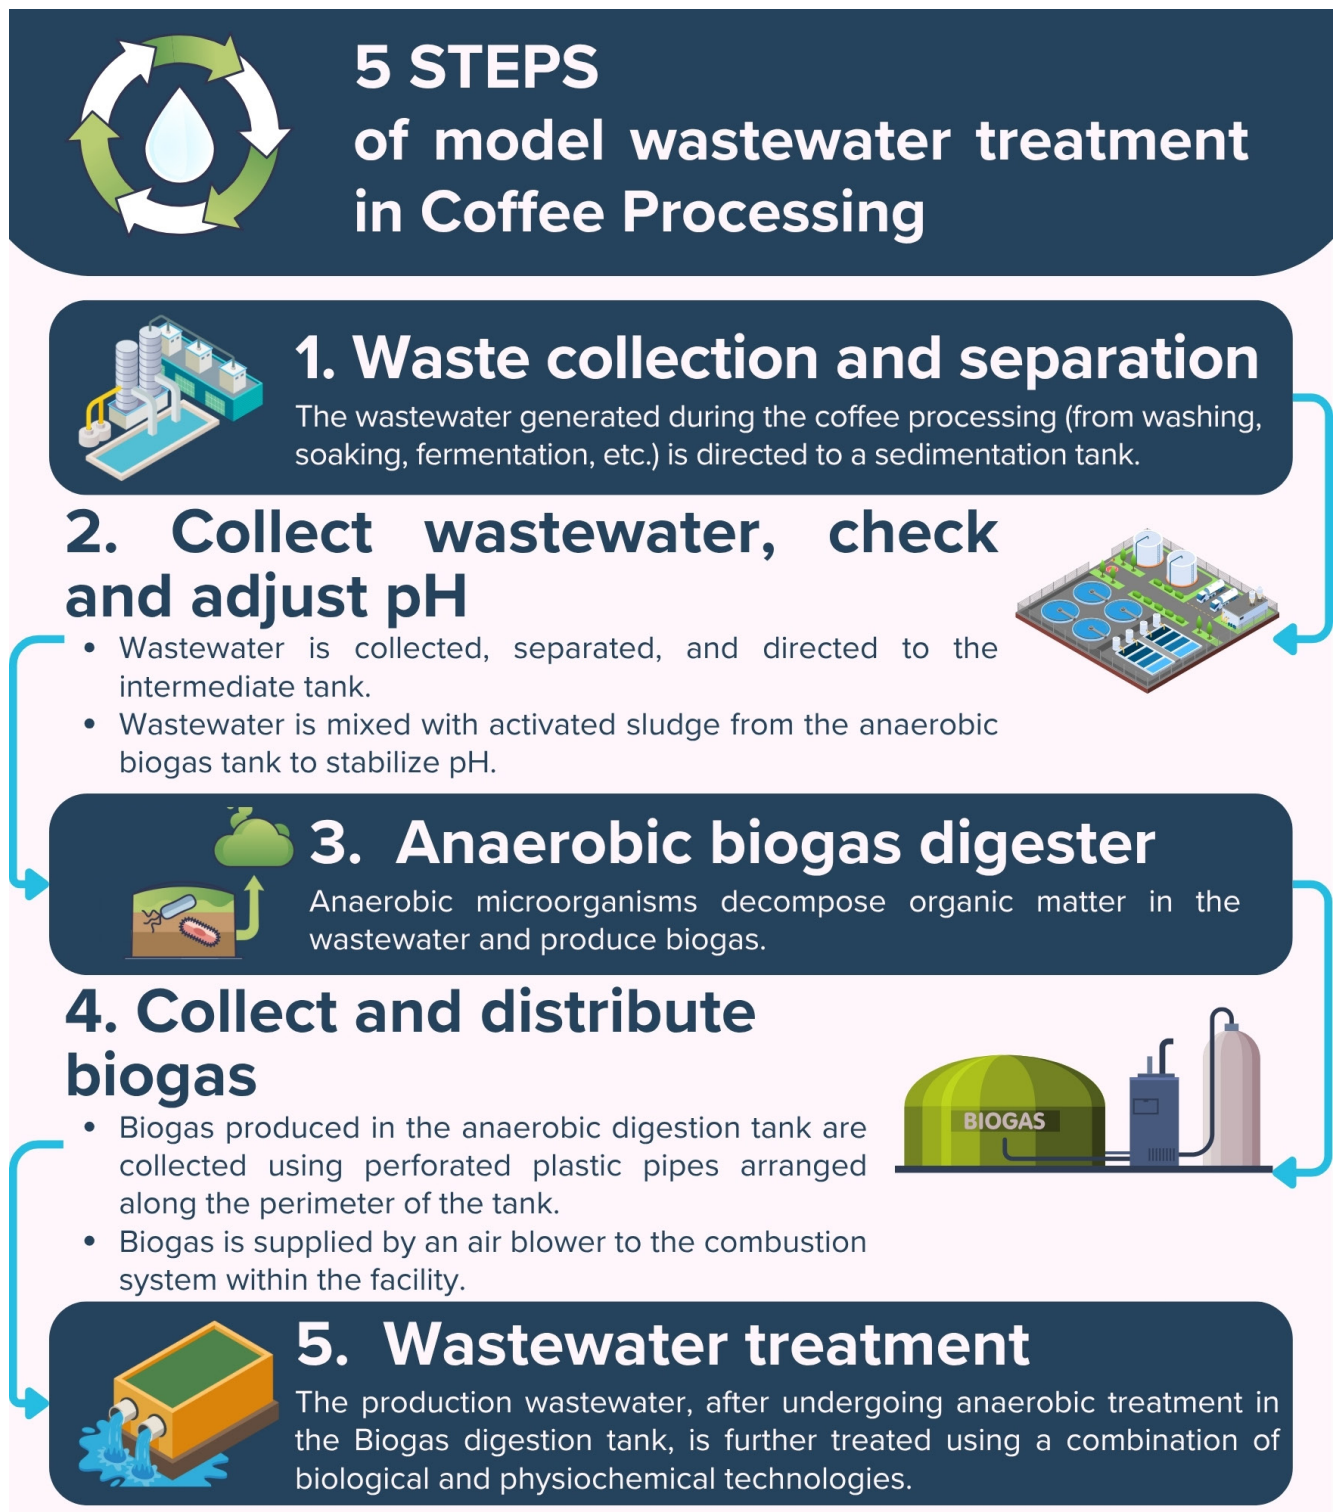 5 STEPS
of model wastewater treatment
in Coffee Processing
1. Waste collection and separation
The wastewater generated during the coffee processing (from washing,
soaking, fermentation, etc.) is directed to a sedimentation tank.
2. Collect wastewater, check
and adjust pH
• Wastewater is collected, separated, and directed to the
intermediate tank.
• Wastewater is mixed with activated sludge from the anaerobic
biogas tank to stabilize pH.
3. Anaerobic biogas digester
Anaerobic microorganisms decompose organic matter in the
wastewater and produce biogas.
4. Collect and distribute
biogas
• Biogas produced in the anaerobic digestion tank are
collected using perforated plastic pipes arranged
along the perimeter of the tank.
• Biogas is supplied by an air blower to the combustion
system within the facility.
BIOGAS
5. Wastewater treatment
The production wastewater, after undergoing anaerobic treatment in
the Biogas digestion tank, is further treated using a combination of
biological and physiochemical technologies.